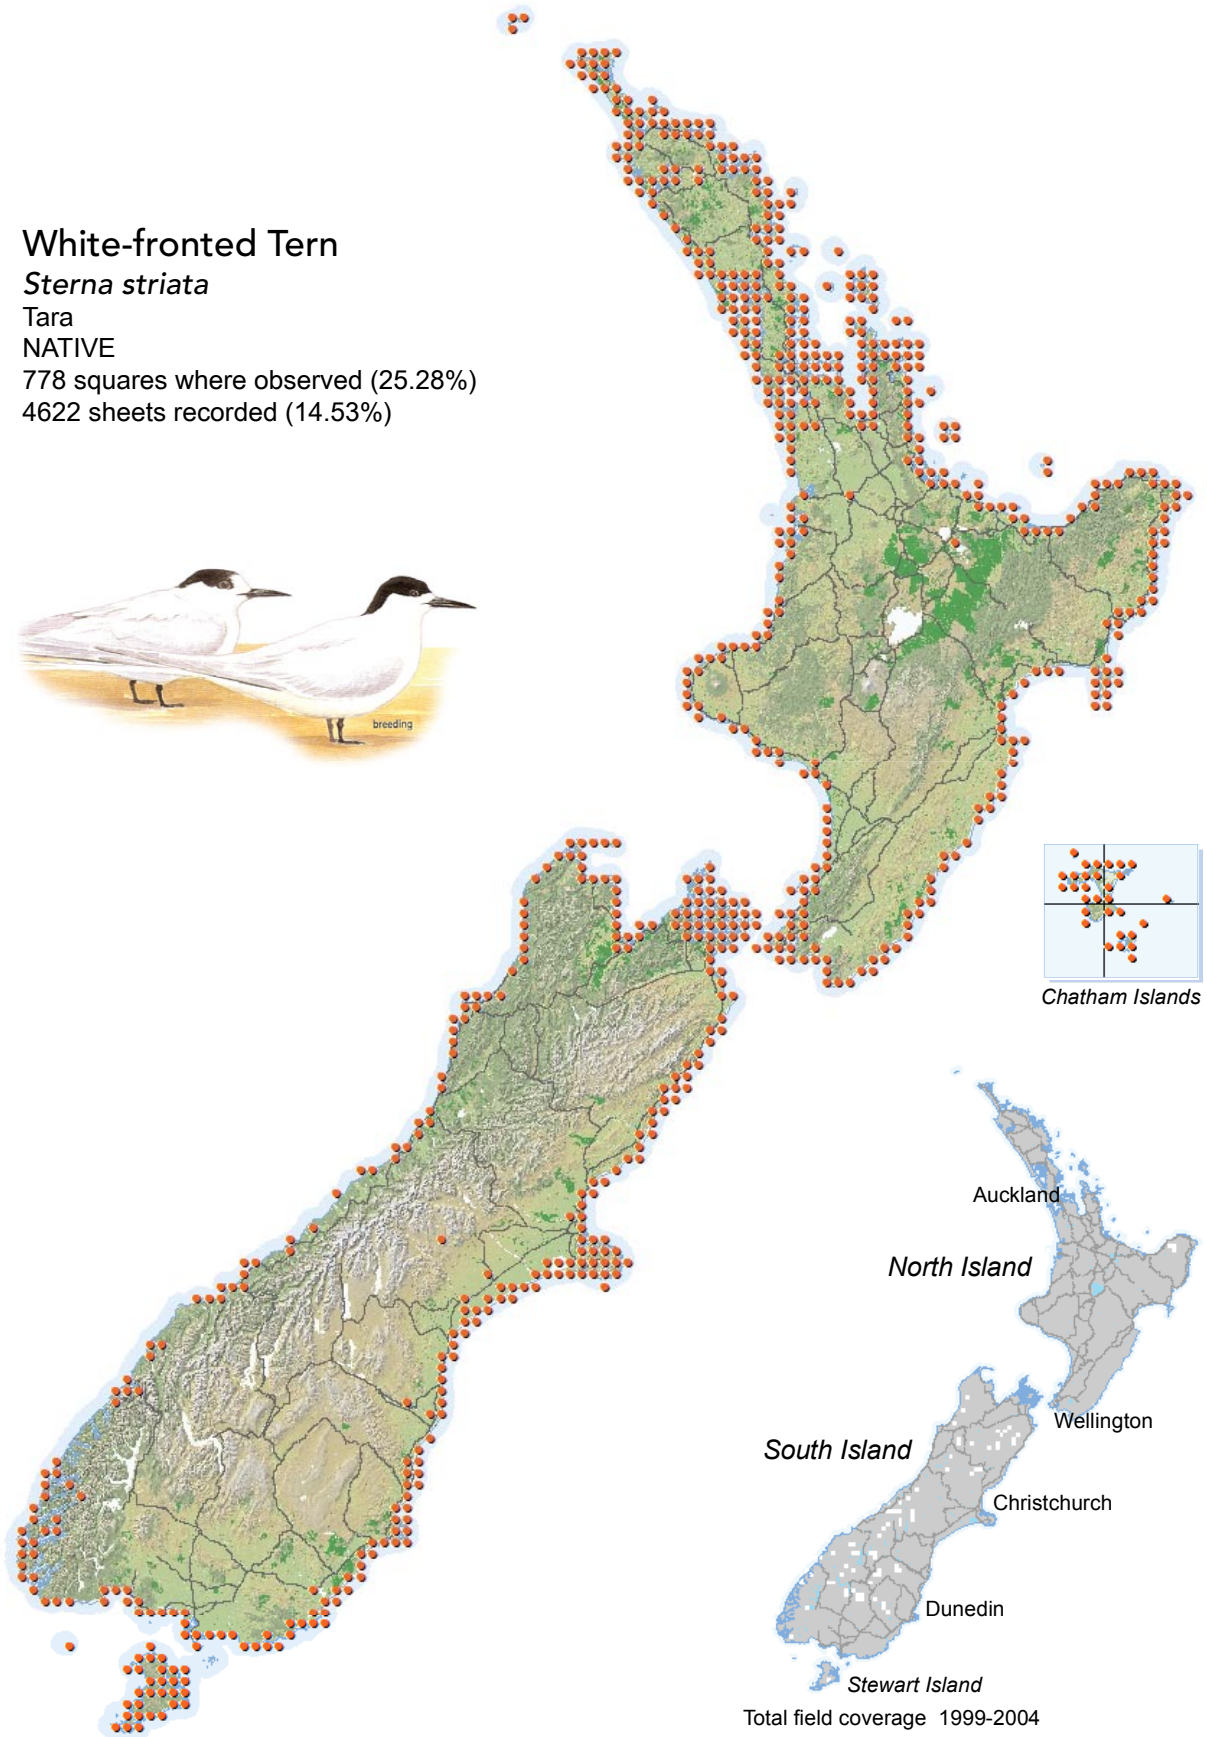 White-fronted Tern
Sterna striata
Tara
NATIVE
778 squares where observed (25.28%)
4622 sheets recorded (14.53%)
breeding
Chatham Islands
Auckland
North Island
Wellington
South Island
Christchurch
Dunedin
Stewart Island
Total field coverage 1999-2004